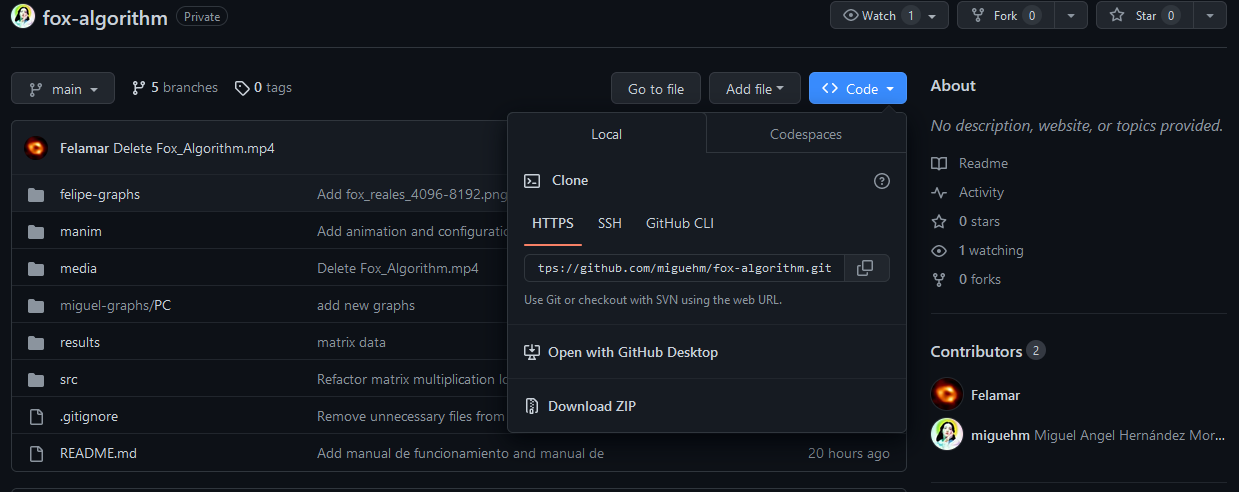 fox-algorithm Private Watch 1 Fork 0 Star 0
main 5 branches 0 tags Go to file Add file Code
About
No description, website, or topics provided.
Readme
Activity
0 stars
1 watching
0 forks
Contributors 2
Felamar
miguehm Miguel Angel Hernández Mor...
Local Codespaces
Clone
HTTPS SSH GitHub CLI
tps://github.com/miguehm/fox-algorithm.git
Use Git or checkout with SVN using the web URL.
Open with GitHub Desktop
Download ZIP
Felamar Delete Fox_Algorithm.mp4
felipe-graphs Add fox_reales_4096-8192.png
manim Add animation and configuratio
media Delete Fox_Algorithm.mp4
miguel-graphs/PC add new graphs
results matrix data
src Refactor matrix multiplication lo
.gitignore Remove unnecessary files from
README.md Add manual de funcionamiento and manual de 20 hours ago